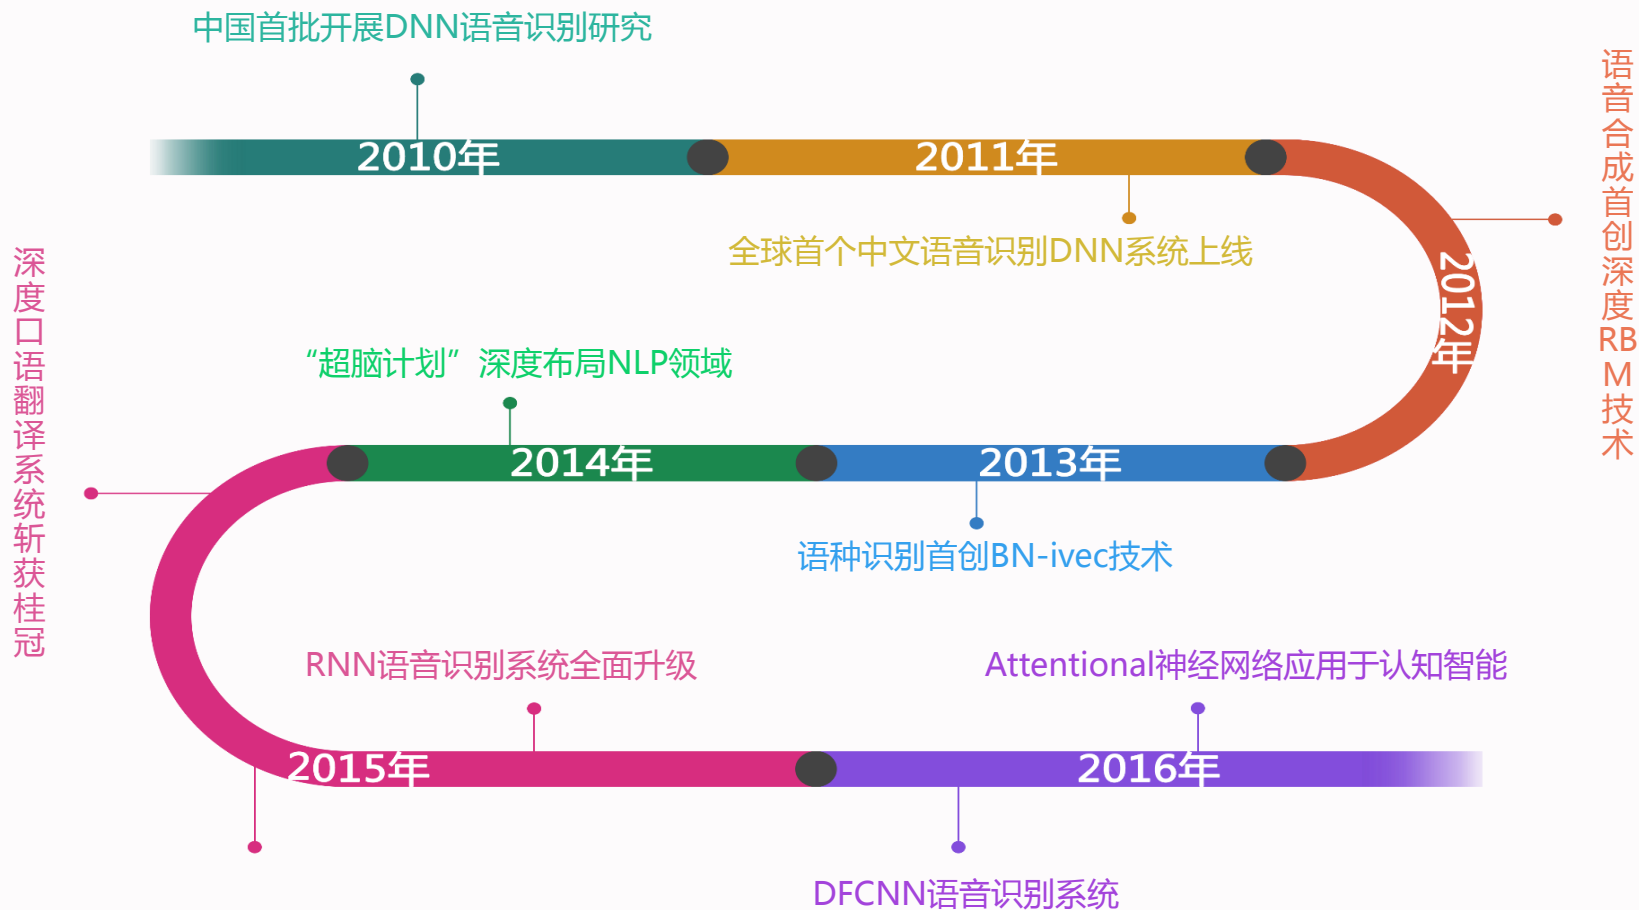 中国首批开展DNN语音识别研究
2010年
2011年
全球首个中文语音识别DNN系统上线
语音合成首创深度RBM技术
2012年
“超脑计划”深度布局NLP领域
2014年
2013年
语种识别首创BN-ivec技术
深度口语翻译系统斩获桂冠
RNN语音识别系统全面升级
Attentional神经网络应用于认知智能
2015年
2016年
DFCNN语音识别系统